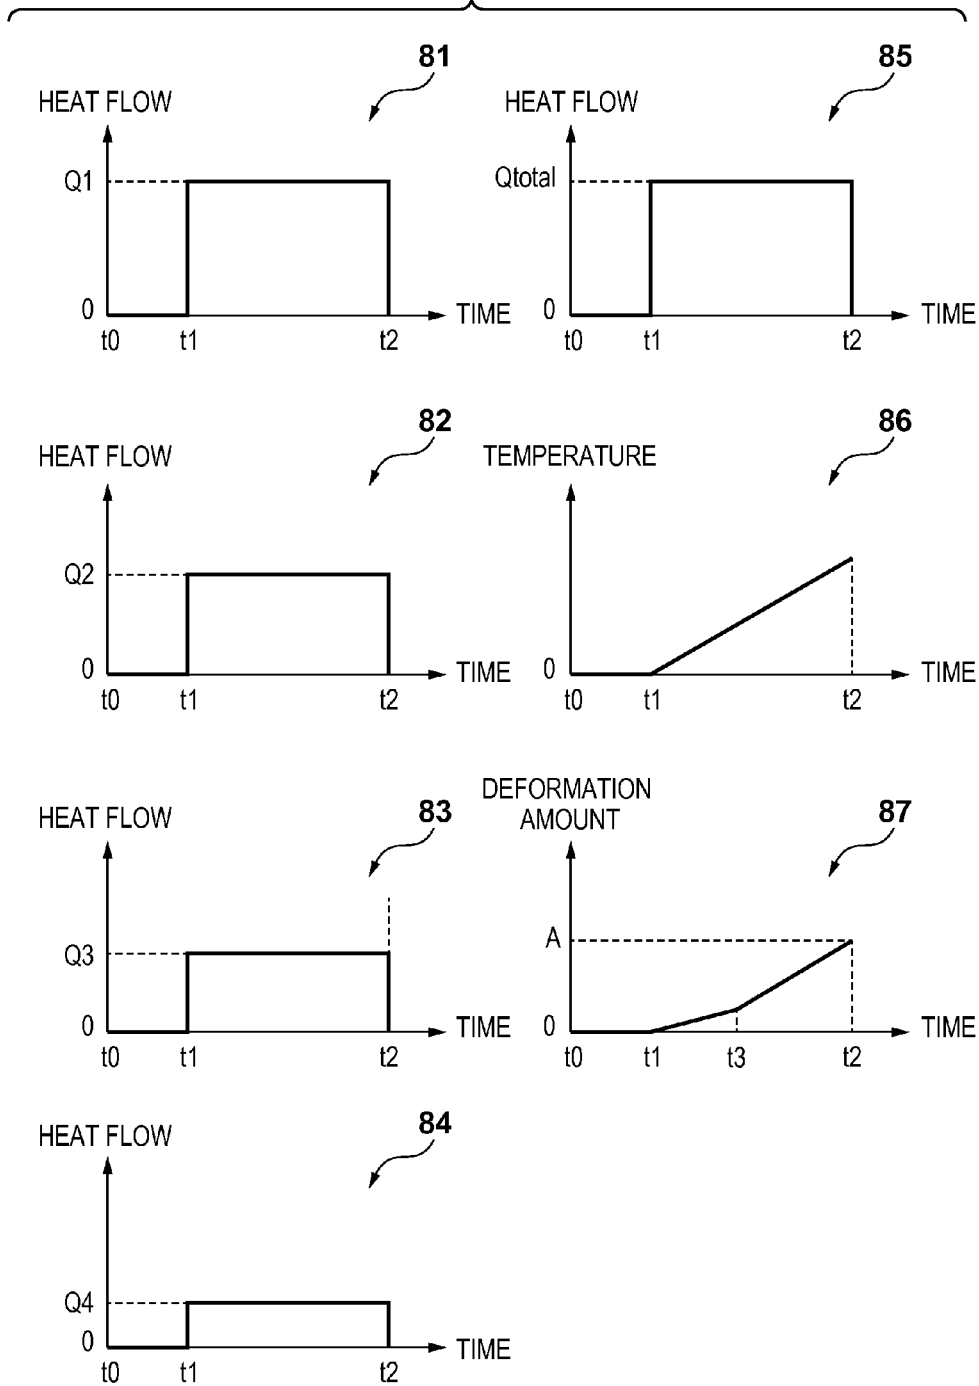 81
HEAT FLOW
Q1
0
t0 t1 t2
TIME
85
HEAT FLOW
Qtotal
0
t0 t1 t2
TIME
82
HEAT FLOW
Q2
0
t0 t1 t2
TIME
86
TEMPERATURE
0
t0 t1 t2
TIME
83
HEAT FLOW
Q3
0
t0 t1 t2
TIME
87
DEFORMATION
AMOUNT
A
0
t0 t1 t3 t2
TIME
84
HEAT FLOW
Q4
0
t0 t1 t2
TIME